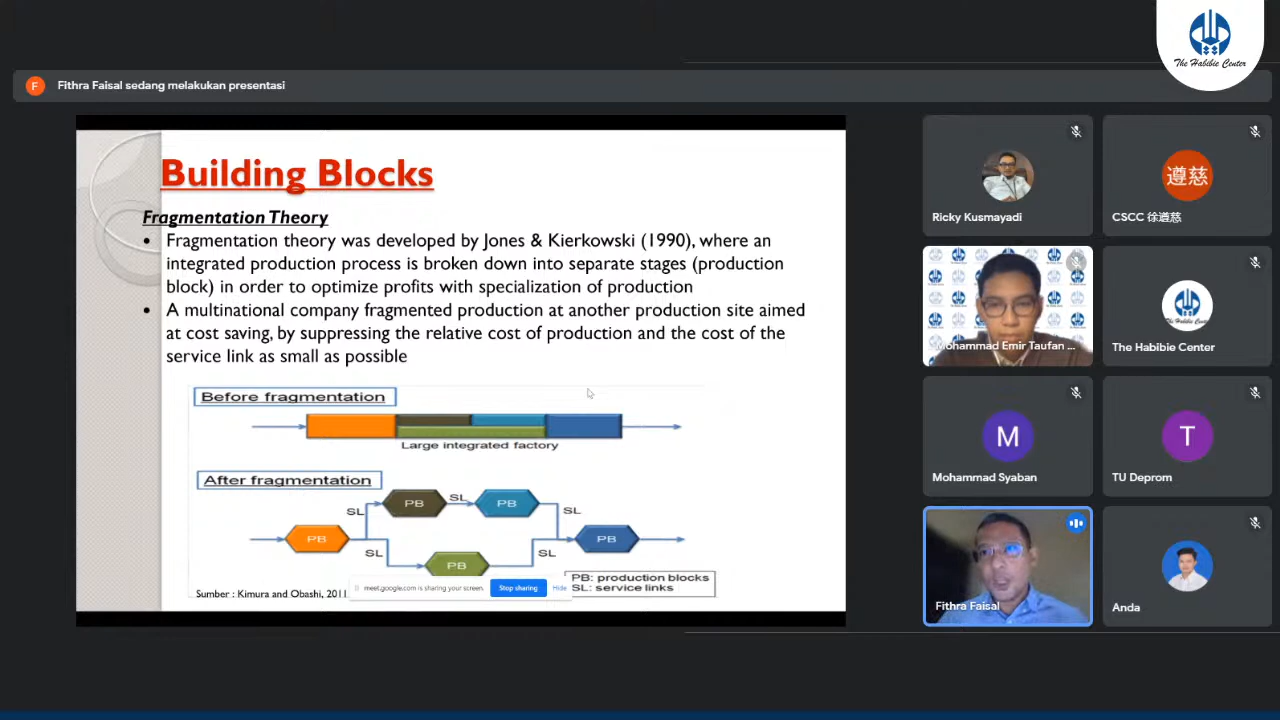 The Habibie Center
F
Fithra Faisal sedang melakukan presentasi
Building Blocks
Fragmentation Theory
• Fragmentation theory was developed by Jones & Kierkowski (1990), where an
integrated production process is broken down into separate stages (production
block) in order to optimize profits with specialization of production
• A multinational company fragmented production at another production site aimed
at cost saving, by suppressing the relative cost of production and the cost of the
service link as small as possible
Before fragmentation
Large integrated factory
After fragmentation
PB
SL
PB
SL
PB
SL
PB
SL
PB
SL
PB: production blocks
SL: service links
Sumber : Kimura and Obashi, 2011
meet.google.com is sharing your screen.
Stop sharing
Hide
Ricky Kusmayadi
遵慈
CSCC 徐遵慈
Mohammad Emir Taufan ...
The Habibie Center
The Habibie Center
M
Mohammad Syaban
T
TU Deprom
Fithra Faisal
Anda